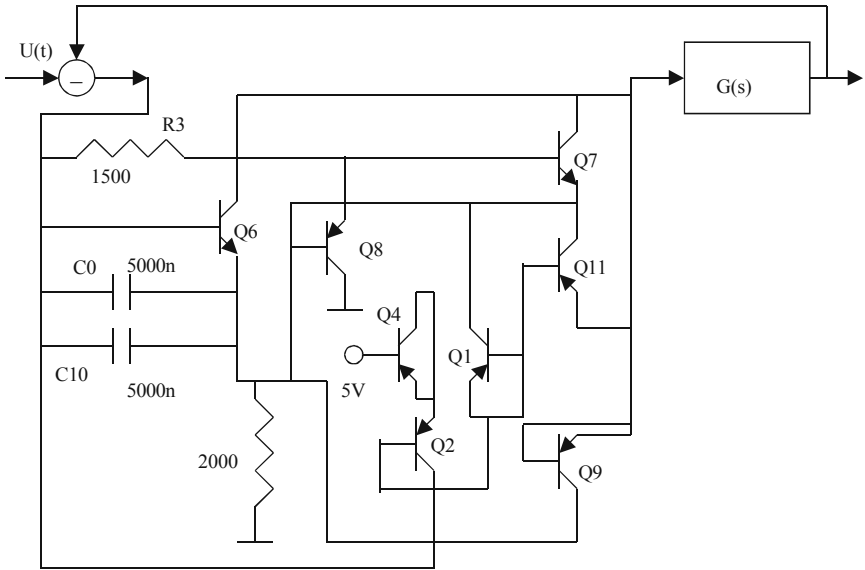 U(t)
–
G(s)
R3
1500
Q7
Q6
Q8
Q11
C0
5000n
Q4
Q1
C10
5000n
5V
Q2
2000
Q9